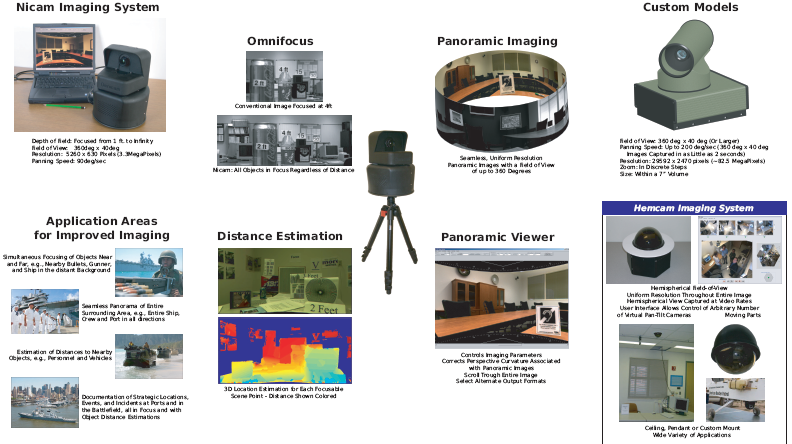 Nicam Imaging System
Depth of Field: Focused from 1 ft. to Infinity
Field of View: 360deg x 40deg
Resolution: 5260 x 630 Pixels (3.3MegaPixels)
Panning Speed: 90deg/sec
Omnifocus
Conventional Image Focused at 4ft
Nicam: All Objects in Focus Regardless of Distance
Panoramic Imaging
Seamless, Uniform Resolution
Panoramic Images with a Field of View
of up to 360 Degrees
Custom Models
Field of View: 360 deg x 40 deg (Or Larger)
Panning Speed: Up to 200 deg/sec (360 deg x 40 deg
Images Captured in as Little as 2 seconds)
Resolution: 29592 x 2470 pixels (~82.5 MegaPixels)
Zoom: In Discrete Steps
Size: Within a 7" Volume
Application Areas
for Improved Imaging
Simultaneous Focusing of Objects Near
and Far, e.g., Nearby Bullets, Gunner,
and Ship in the distant Background
Seamless Panorama of Entire
Surrounding Area, e.g., Entire Ship,
Crew and Port in all directions
Estimation of Distances to Nearby
Objects, e.g., Personnel and Vehicles
Documentation of Strategic Locations,
Events, and Incidents at Ports and in
the Battlefield, all in Focus and with
Object Distance Estimations
Distance Estimation
2 Feet
3D Location Estimation for Each Focusable
Scene Point - Distance Shown Colored
Panoramic Viewer
Controls Imaging Parameters
Corrects Perspective Curvature Associated
with Panoramic Images
Scroll Trough Entire Image
Select Alternate Output Formats
Hemcam Imaging System
Hemispherical Field-of-View
Uniform Resolution Throughout Entire Image
Hemispherical View Captured at Video Rates
User Interface Allows Control of Arbitrary Number
of Virtual Pan-Tilt Cameras
Moving Parts
Ceiling, Pendant or Custom Mount
Wide Variety of Applications